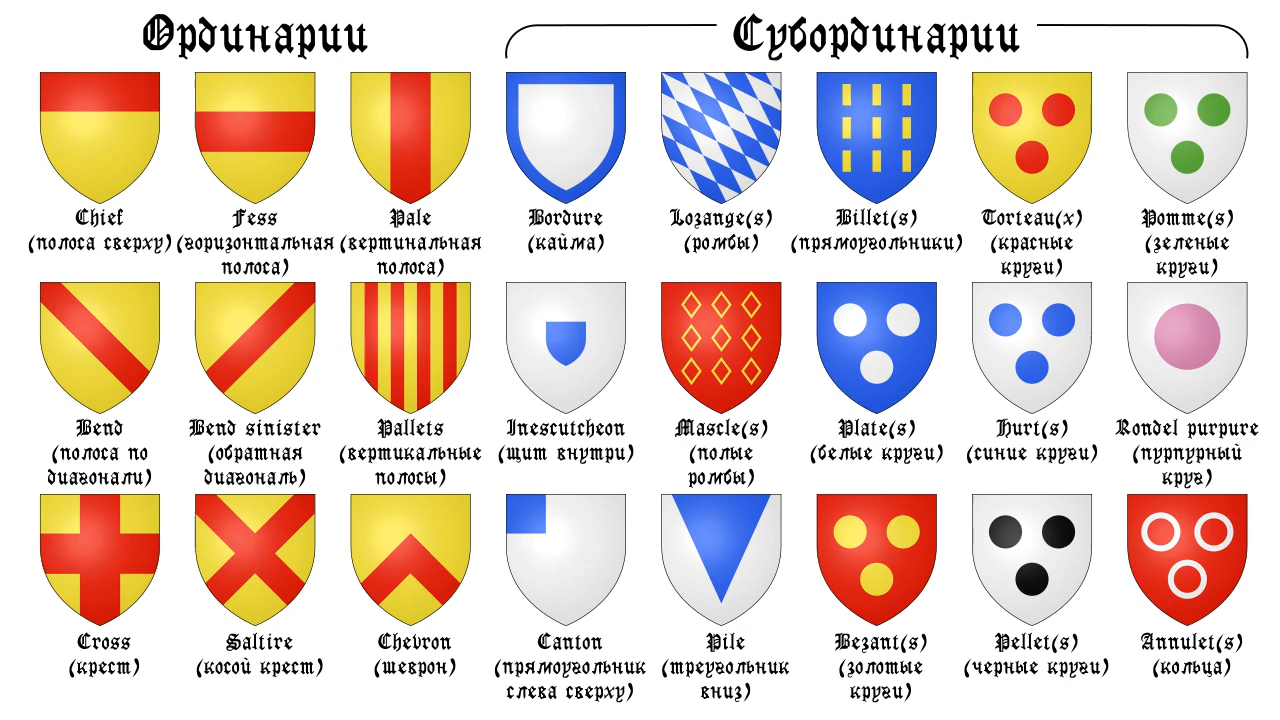 Ординарии
Субординарии
Chief
(полоса сверху)
Fess
(горизонтальная
полоса)
Pale
(вертинальная
полоса)
Bordure
(кайма)
Lozange(s)
(ромбы)
Billet(s)
(прямоугольники)
Torteau(x)
(красные
круги)
Pomme(s)
(зеленые
круги)
Bend
(полоса по
диагонали)
Bend sinister
(обратная
диагональ)
Pallets
(вертикальные
полосы)
Inescutcheon
(щит внутри)
Mascle(s)
(полые
ромбы)
Plate(s)
(белые круги)
Hurt(s)
(синие круги)
Rondel purpure
(пурпурный
круг)
Cross
(крест)
Saltire
(косой крест)
Chevron
(шеврон)
Canton
(прямоугольник
слева сверху)
Pile
(треугольник
вниз)
Bezant(s)
(золотые
круги)
Pellet(s)
(черные круги)
Annulet(s)
(кольца)